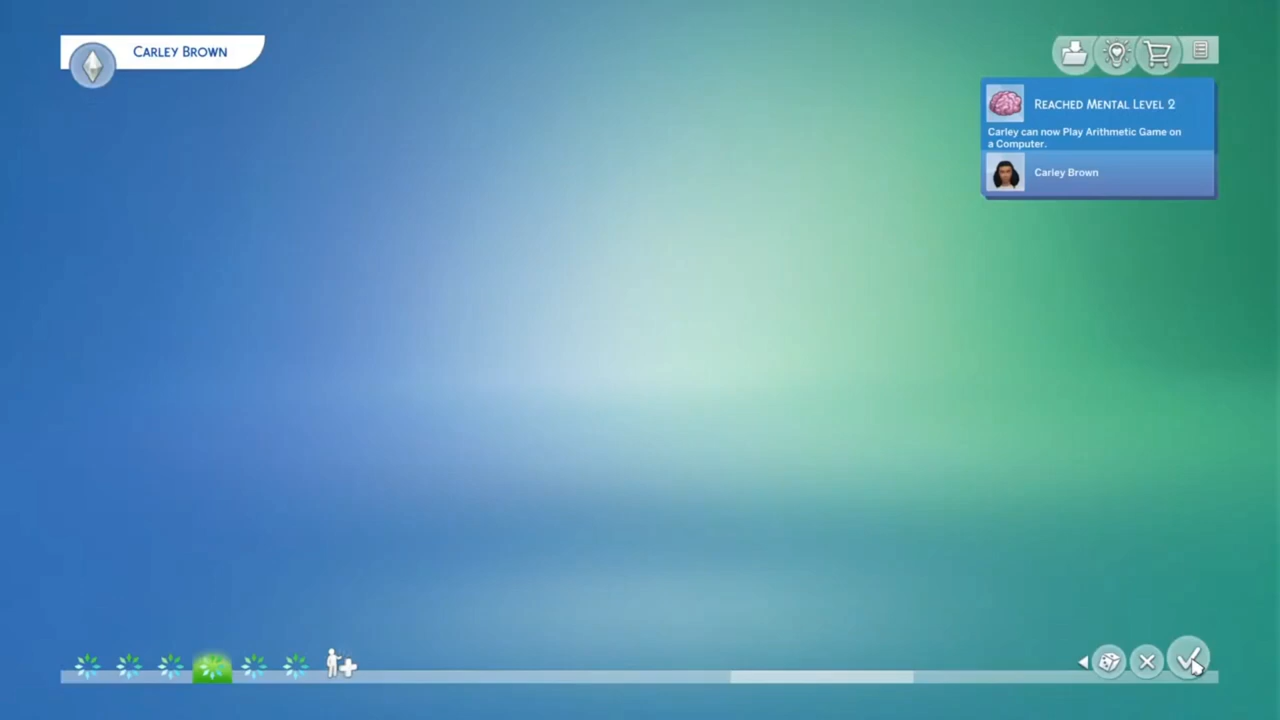 CARLEY BROWN
REACHED MENTAL LEVEL 2
Carley can now Play Arithmetic Game on
a Computer.
Carley Brown